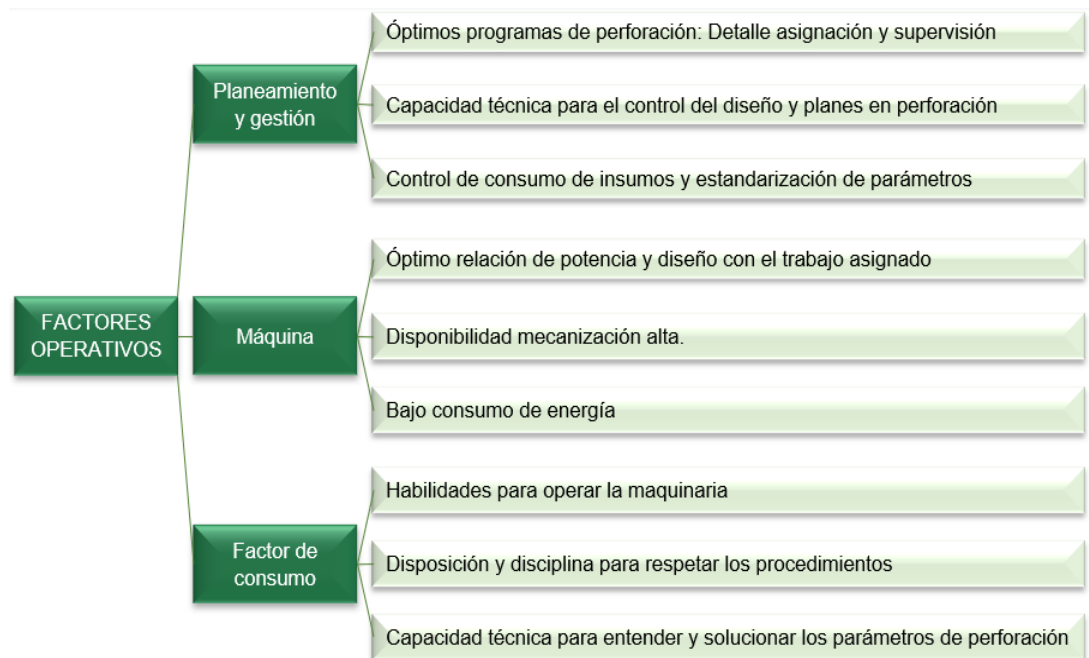 FACTORES
OPERATIVOS
Planeamiento
y gestión
Óptimos programas de perforación: Detalle asignación y supervisión
Capacidad técnica para el control del diseño y planes en perforación
Control de consumo de insumos y estandarización de parámetros
Máquina
Óptimo relación de potencia y diseño con el trabajo asignado
Disponibilidad mecanización alta.
Bajo consumo de energía
Factor de
consumo
Habilidades para operar la maquinaria
Disposición y disciplina para respetar los procedimientos
Capacidad técnica para entender y solucionar los parámetros de perforación